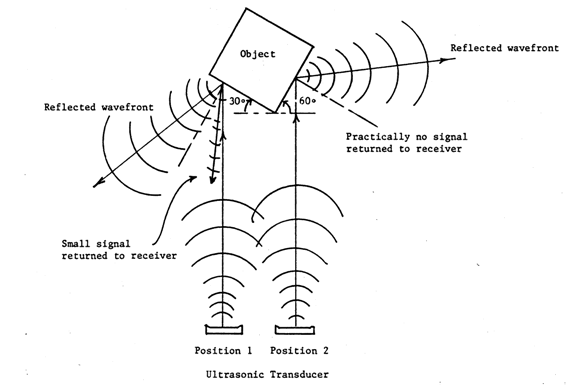 Object
Reflected wavefront
Reflected wavefront
30°
60°
Practically no signal
returned to receiver
Small signal
returned to receiver
Position 1
Position 2
Ultrasonic Transducer